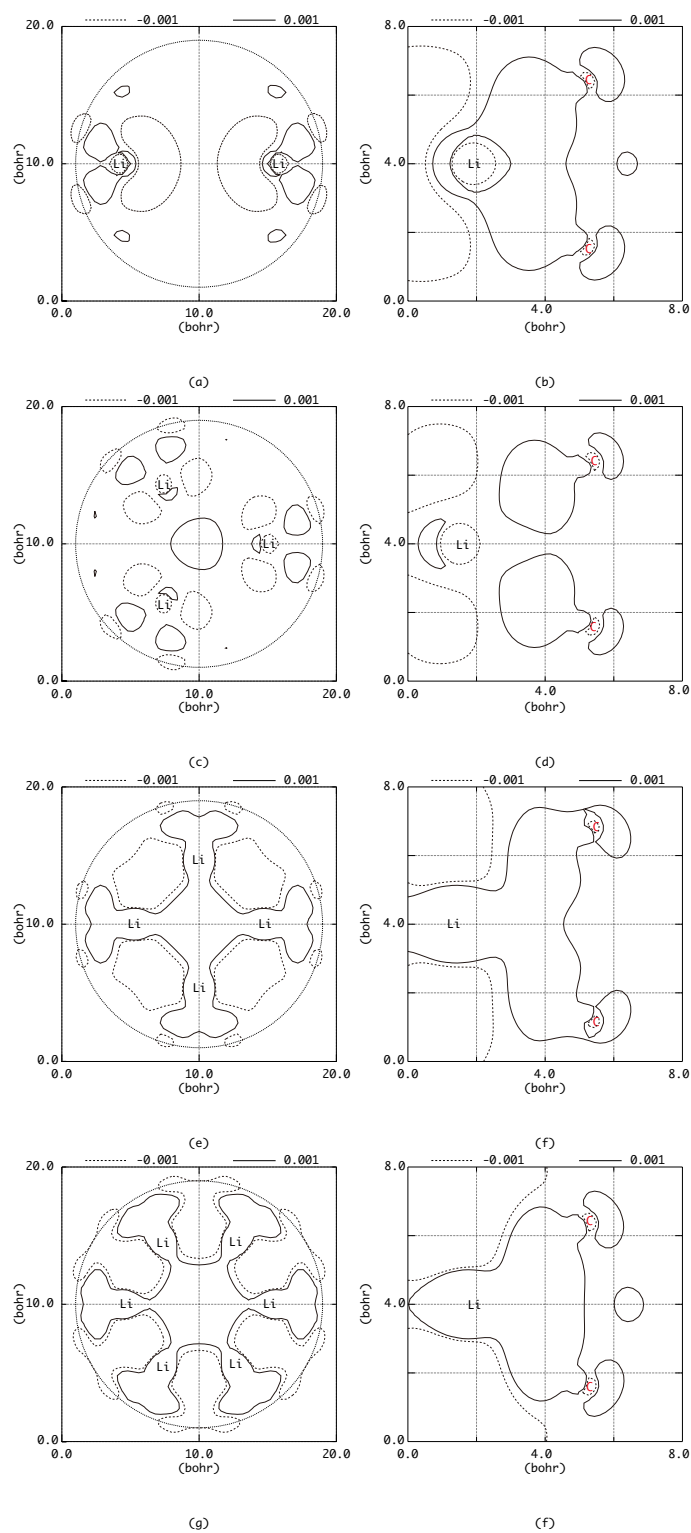 -0.001 0.001 -0.001 0.001
20.0 8.0
(bohr) 10.0 Li Li (bohr) 4.0 Li C C
0.0 0.0
0.0 10.0 20.0 0.0 4.0 8.0
(bohr) (bohr)
(a) (b)
-0.001 0.001 -0.001 0.001
20.0 8.0
(bohr) 10.0 Li Li Li (bohr) 4.0 Li C C
0.0 0.0
0.0 10.0 20.0 0.0 4.0 8.0
(bohr) (bohr)
(c) (d)
-0.001 0.001 -0.001 0.001
20.0 8.0
(bohr) 10.0 Li Li Li Li (bohr) 4.0 Li C C
0.0 0.0
0.0 10.0 20.0 0.0 4.0 8.0
(bohr) (bohr)
(e) (f)
-0.001 0.001 -0.001 0.001
20.0 8.0
(bohr) 10.0 Li Li Li Li Li Li (bohr) 4.0 Li C C
0.0 0.0
0.0 10.0 20.0 0.0 4.0 8.0
(bohr) (bohr)
(g) (f)